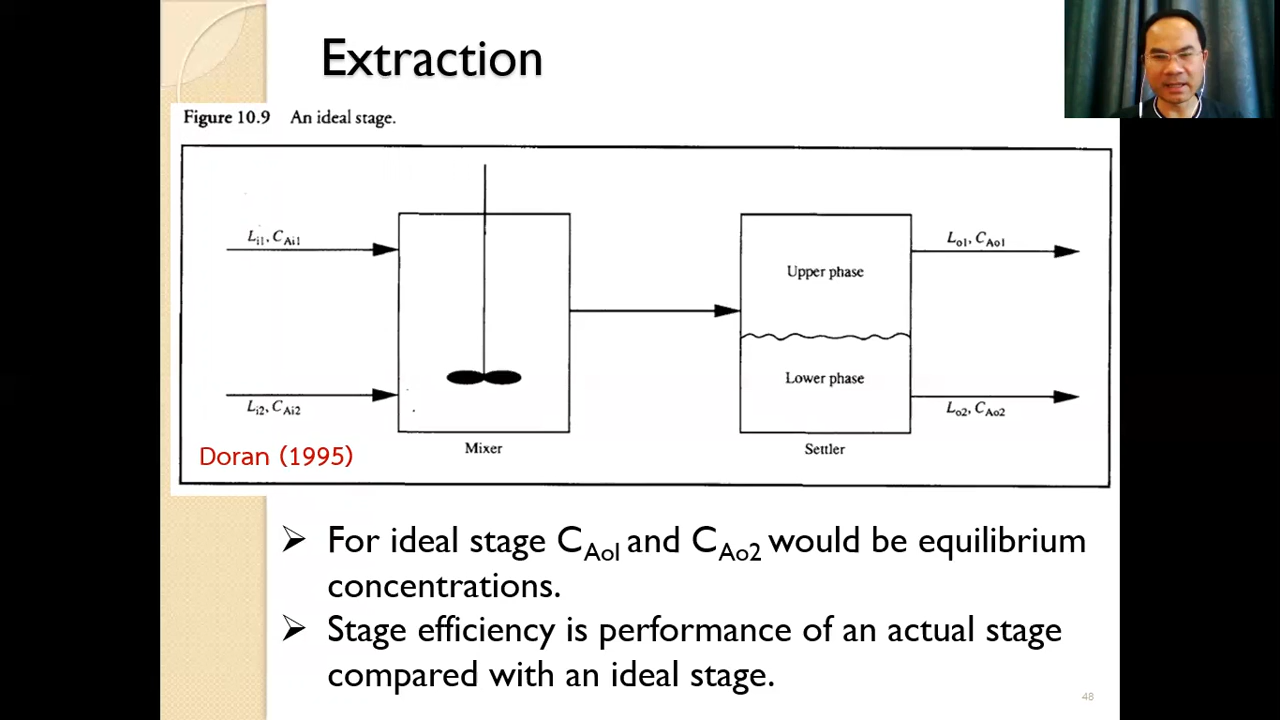 Extraction
Figure 10.9 An ideal stage.
Li1, CAi1
Lo1, CAo1
Upper phase
Lower phase
Li2, CAi2
Lo2, CAo2
Mixer
Settler
Doran (1995)
➢ For ideal stage CAo1 and CAo2 would be equilibrium
concentrations.
➢ Stage efficiency is performance of an actual stage
compared with an ideal stage.
48